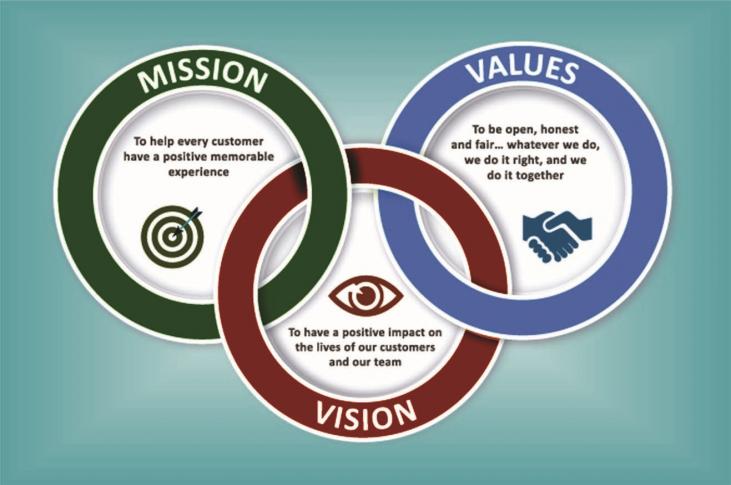 MISSION
To help every customer
have a positive memorable
experience
VALUES
To be open, honest
and fair... whatever we do,
we do it right, and we
do it together
To have a positive impact on
the lives of our customers
and our team
VISION